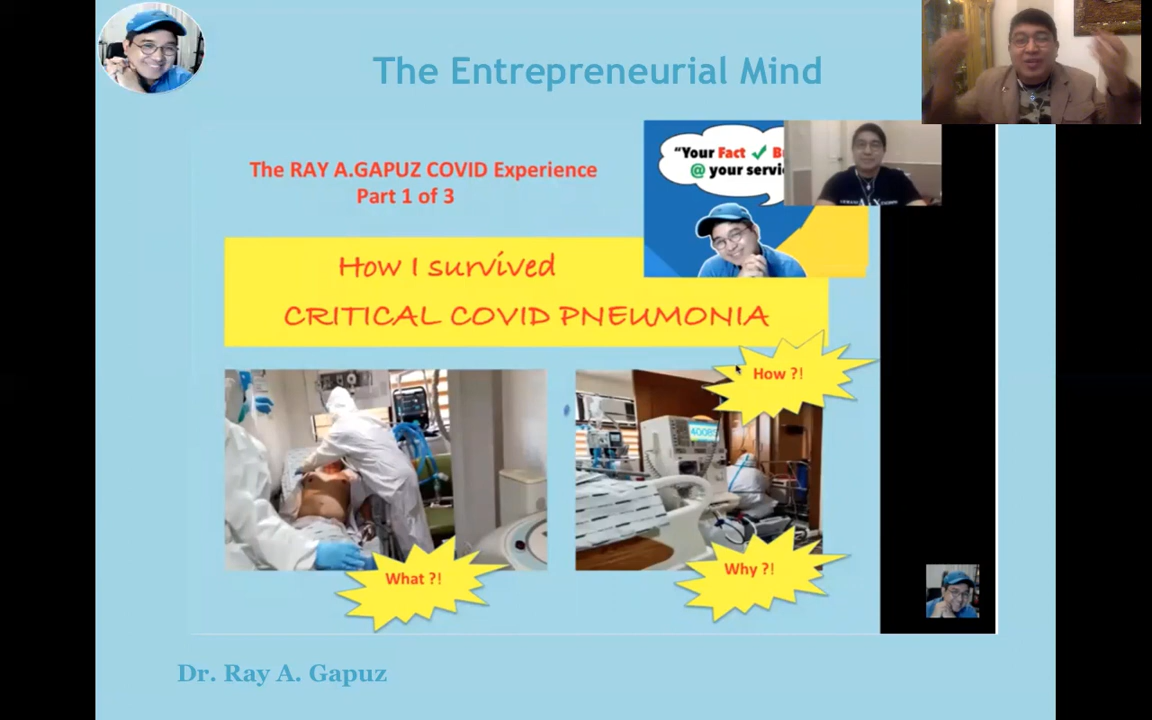 The Entrepreneurial Mind
The RAY A.GAPUZ COVID Experience
Part 1 of 3
"Your Fact ✓ B
@ your servi
How I survived
CRITICAL COVID PNEUMONIA
How ?!
What ?!
Why ?!
Dr. Ray A. Gapuz